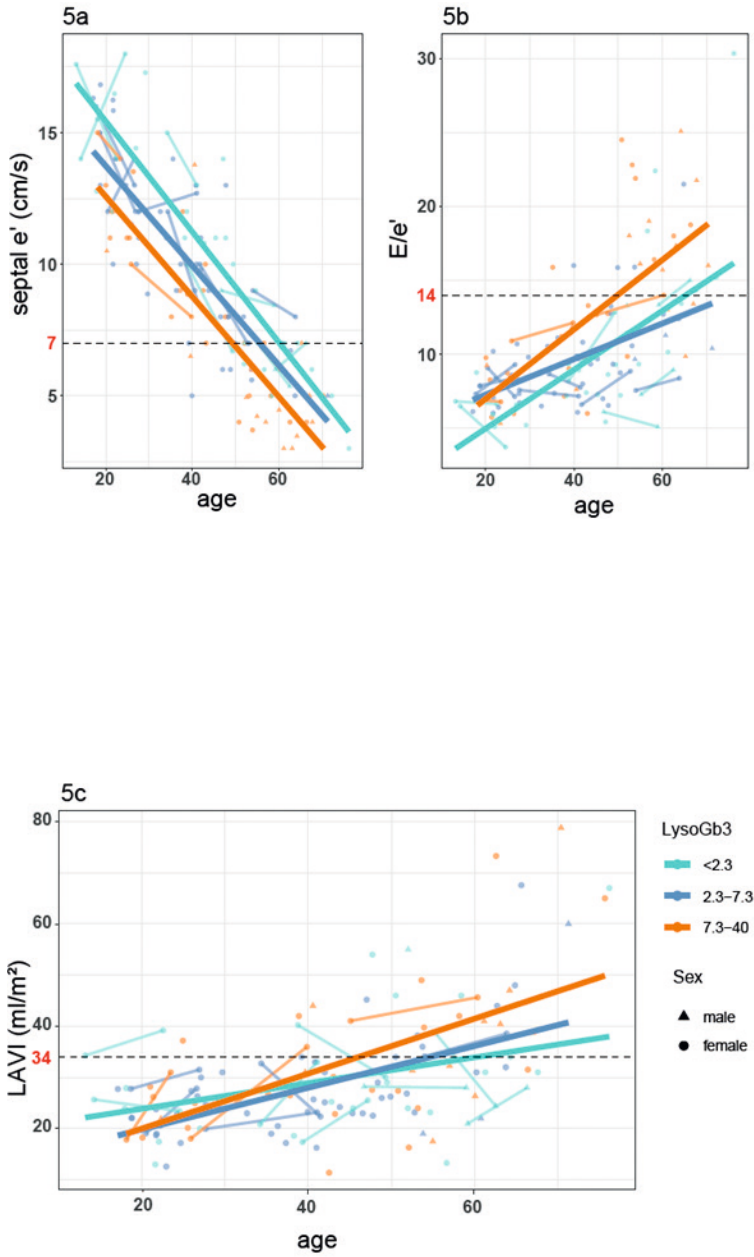 5a
5b
septal e' (cm/s)
15
10
7
5
20
40
60
age
E/e'
30
20
14
10
20
40
60
age
5c
LAVI (ml/m²)
80
60
40
34
20
20
40
60
age
LysoGb3
<2.3
2.3–7.3
7.3–40
Sex
male
female